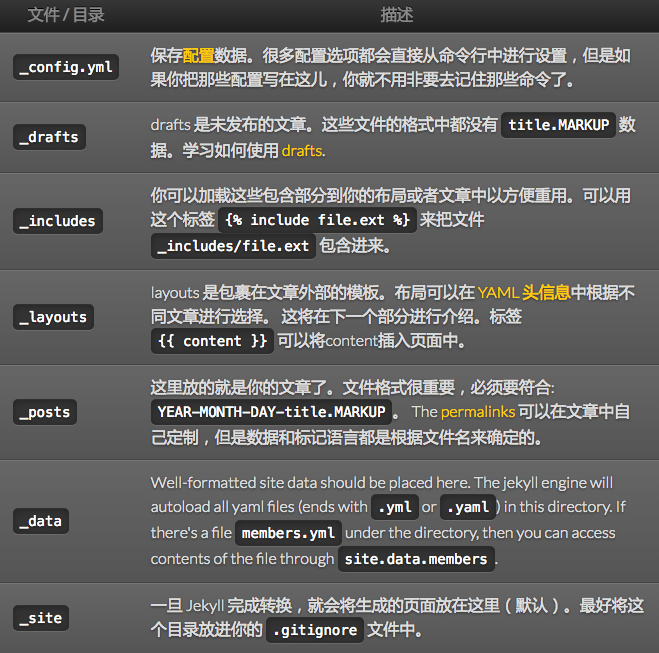 文件 / 目录 描述
_config.yml
保存配置数据。很多配置选项都会直接从命令行中进行设置，但是如
果你把那些配置写在这儿，你就不用非要去记住那些命令了。
_drafts
drafts 是未发布的文章。这些文件的格式中都没有 title.MARKUP 数
据。学习如何使用 drafts.
_includes
你可以加载这些包含部分到你的布局或者文章中以方便重用。可以用
这个标签 {% include file.ext %} 来把文件
_includes/file.ext 包含进来。
_layouts
layouts 是包裹在文章外部的模板。布局可以在 YAML 头信息中根据不
同文章进行选择。 这将在下一个部分进行介绍。标签
{{ content }} 可以将content插入页面中。
_posts
这里放的就是你的文章了。文件格式很重要，必须要符合:
YEAR-MONTH-DAY-title.MARKUP 。 The permalinks 可以在文章中自
己定制，但是数据和标记语言都是根据文件名来确定的。
_data
Well-formatted site data should be placed here. The jekyll engine will
autoload all yaml files (ends with .yml or .yaml ) in this directory. If
there's a file members.yml under the directory, then you can access
contents of the file through site.data.members .
_site
一旦 Jekyll 完成转换，就会将生成的页面放在这里（默认）。最好将这
个目录放进你的 .gitignore 文件中。